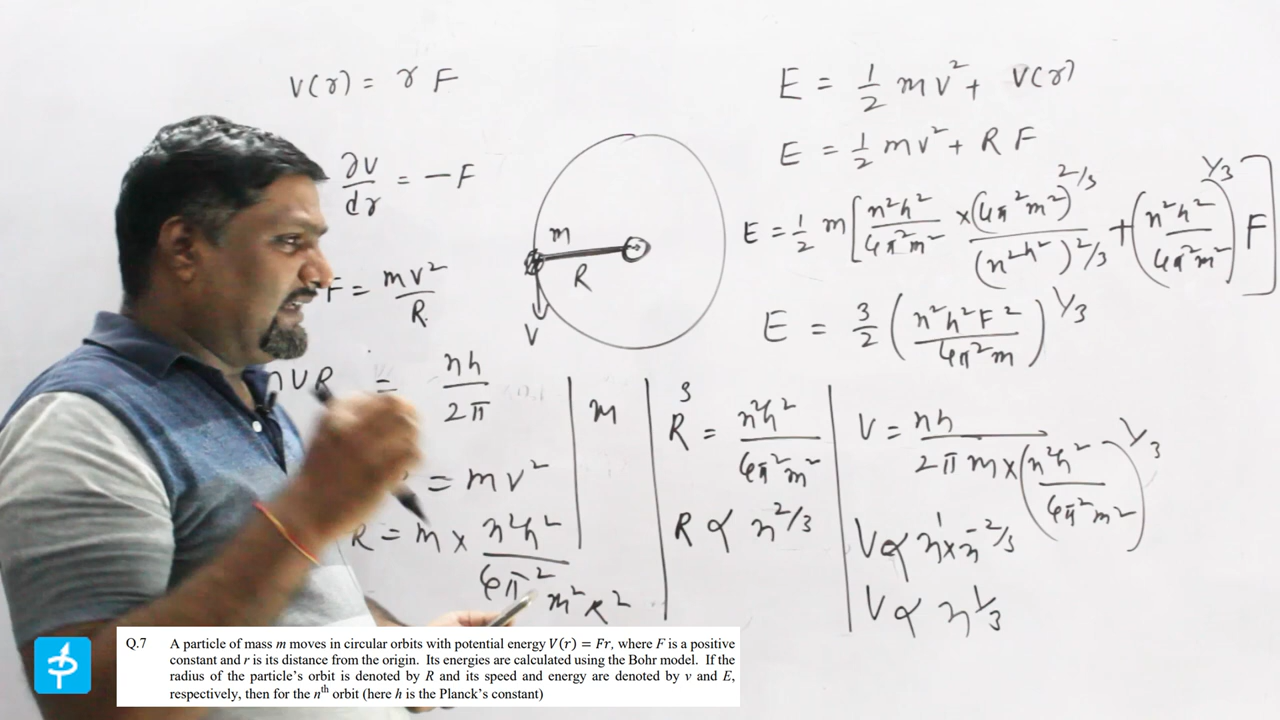 V(r) = r F
∂v/dr = -F
F = mv²/R
mVR = nh/2π
= mv²
R = m × n²h²/4π² m²R²
m
R
V
m
R³ = n²h²/4π²m²
R ∝ n^2/3
E = 1/2 mv² + V(r)
E = 1/2 mv² + R F
E = 1/2 m [n²h²/4π²m² × (4π²m²)^2/3/(n²h²)^2/3 + (n²h²/4π²m²)^1/3 F]
E = 3/2 (n²h²F²/4π²m)^1/3
V = nh/2π m × (n²h²/4π²m²)^1/3
V ∝ n¹ × n^-2/3
V ∝ n^1/3
Q.7 A particle of mass m moves in circular orbits with potential energy V(r) = Fr, where F is a positive
constant and r is its distance from the origin. Its energies are calculated using the Bohr model. If the
radius of the particle's orbit is denoted by R and its speed and energy are denoted by v and E,
respectively, then for the nth orbit (here h is the Planck's constant)